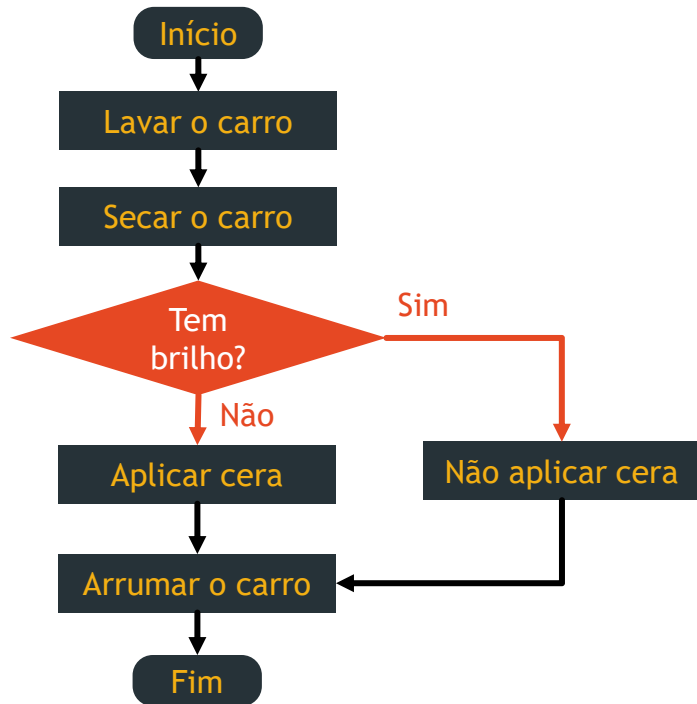 Início
Lavar o carro
Secar o carro
Tem
brilho?
Sim
Não
Aplicar cera
Não aplicar cera
Arrumar o carro
Fim